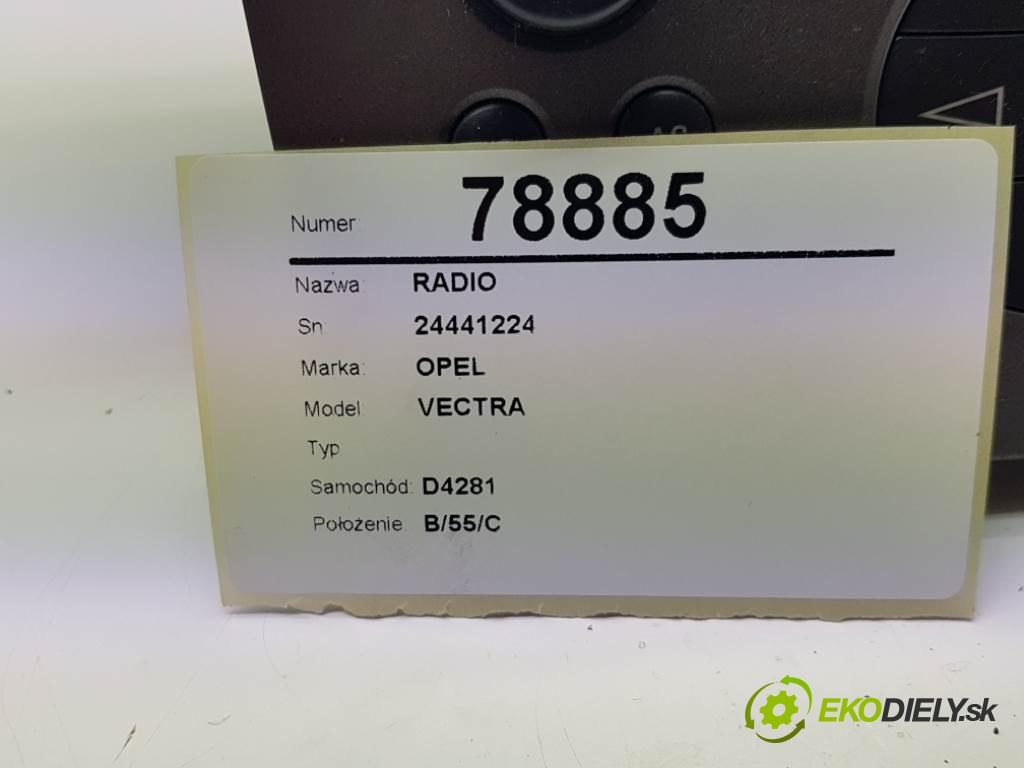 Numer: 78885
Nazwa: RADIO
Sn: 24441224
Marka: OPEL
Model: VECTRA
Typ
Samochód: D4281
Położenie: B/55/C
EKODIELY.sk